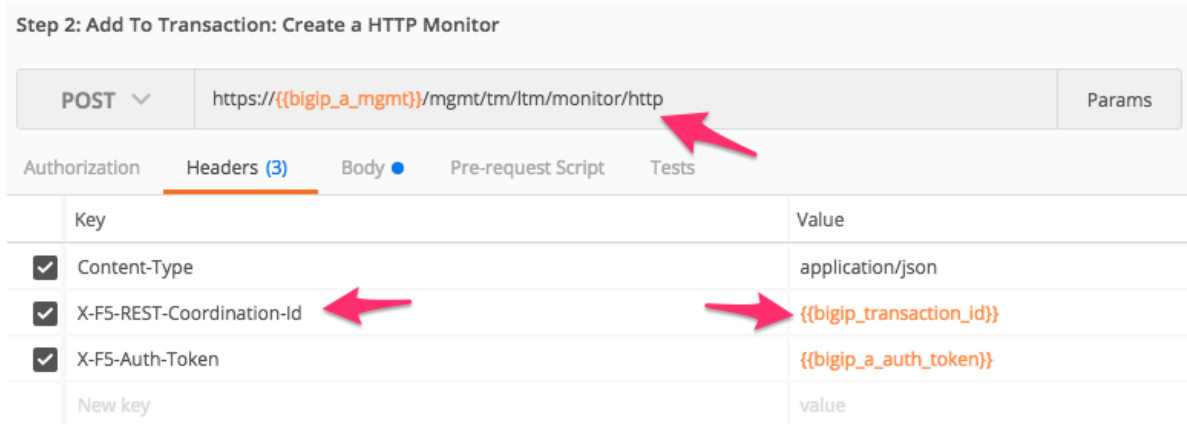 Step 2: Add To Transaction: Create a HTTP Monitor
POST https://{{bigip_a_mgmt}}/mgmt/tm/ltm/monitor/http Params
Authorization Headers (3) Body Pre-request Script Tests
Key Value
Content-Type application/json
X-F5-REST-Coordination-Id {{bigip_transaction_id}}
X-F5-Auth-Token {{bigip_a_auth_token}}
New key value